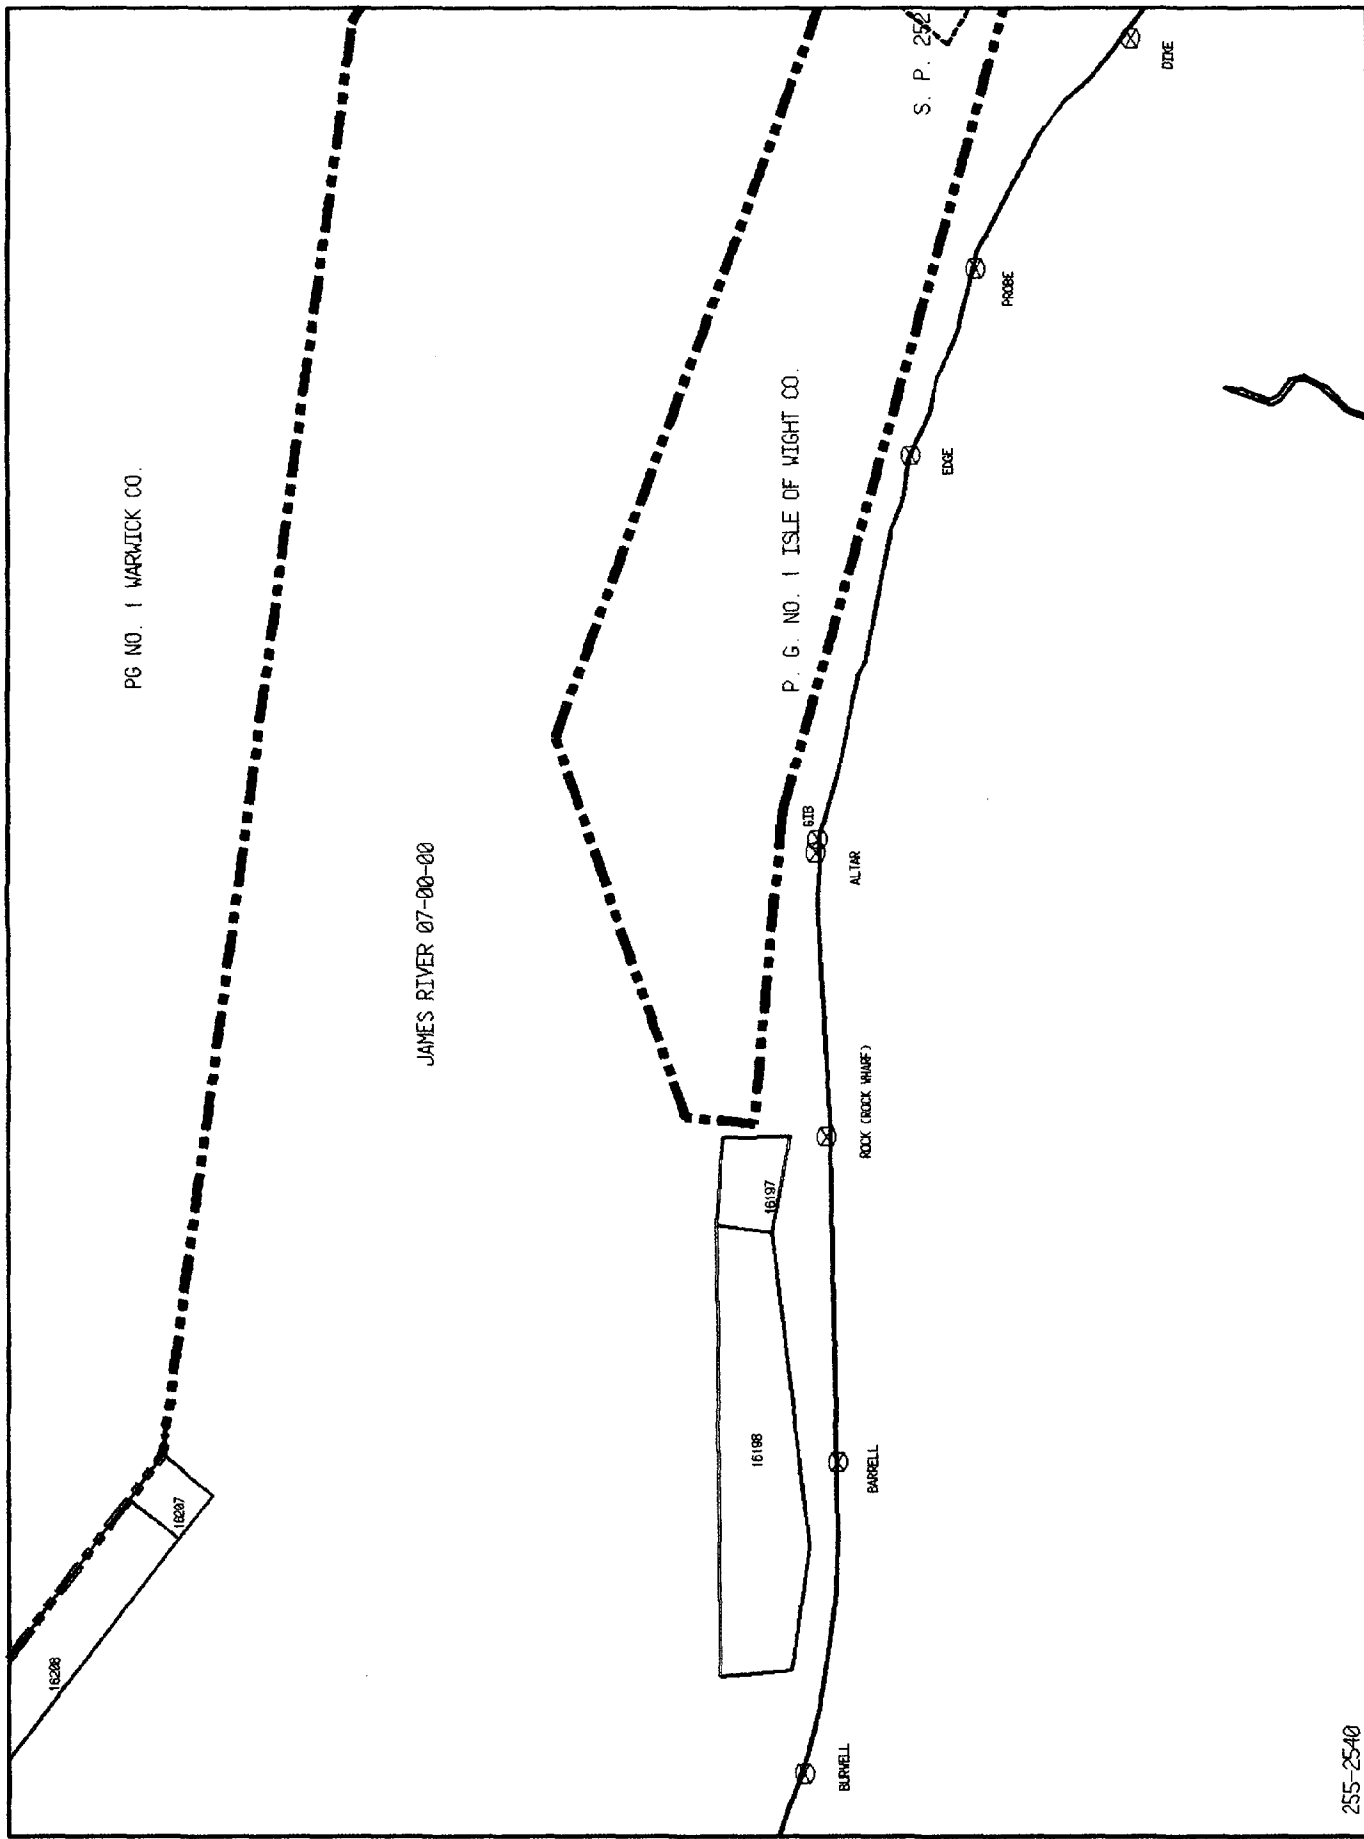 PG NO. 1 WARWICK CO.
JAMES RIVER 07-00-00
P. G. NO. 1 ISLE OF WIGHT CO.
S. P. 252
16208
16207
16198
16197
BURWELL
BARRELL
ROCK (ROCK WHARF)
ALTAR
GIB
EDGE
PROBE
DIKE
255-2540